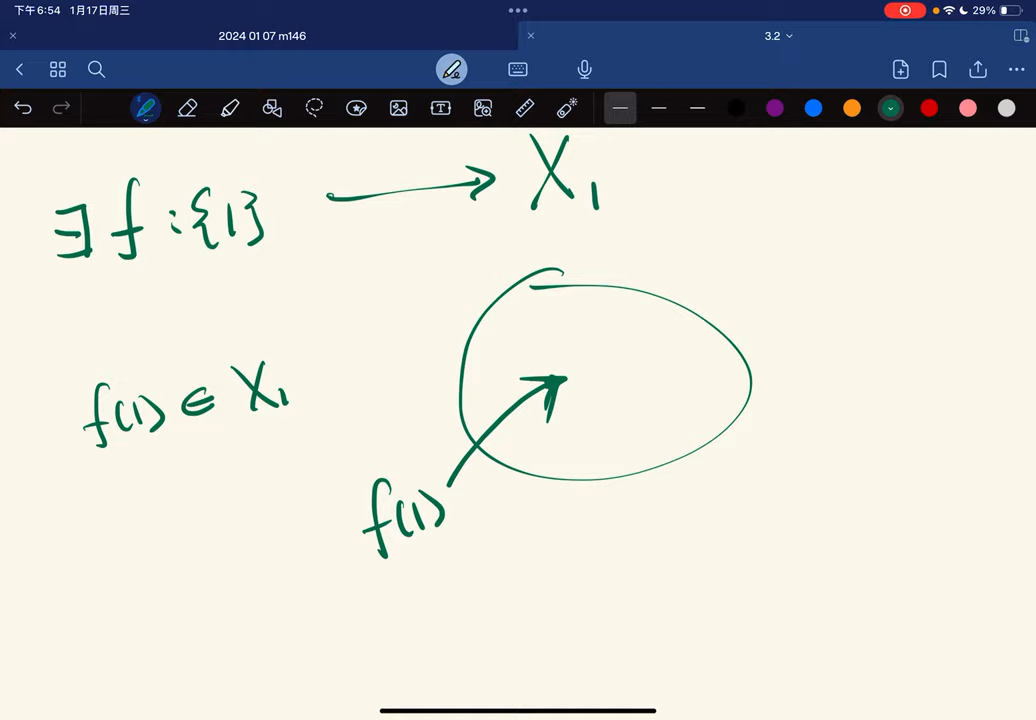 下午6:54 1月17日周三
29%
2024 01 07 m146
3.2
∃ f : {1} → X₁
f(1) ∈ X₁
f(1)